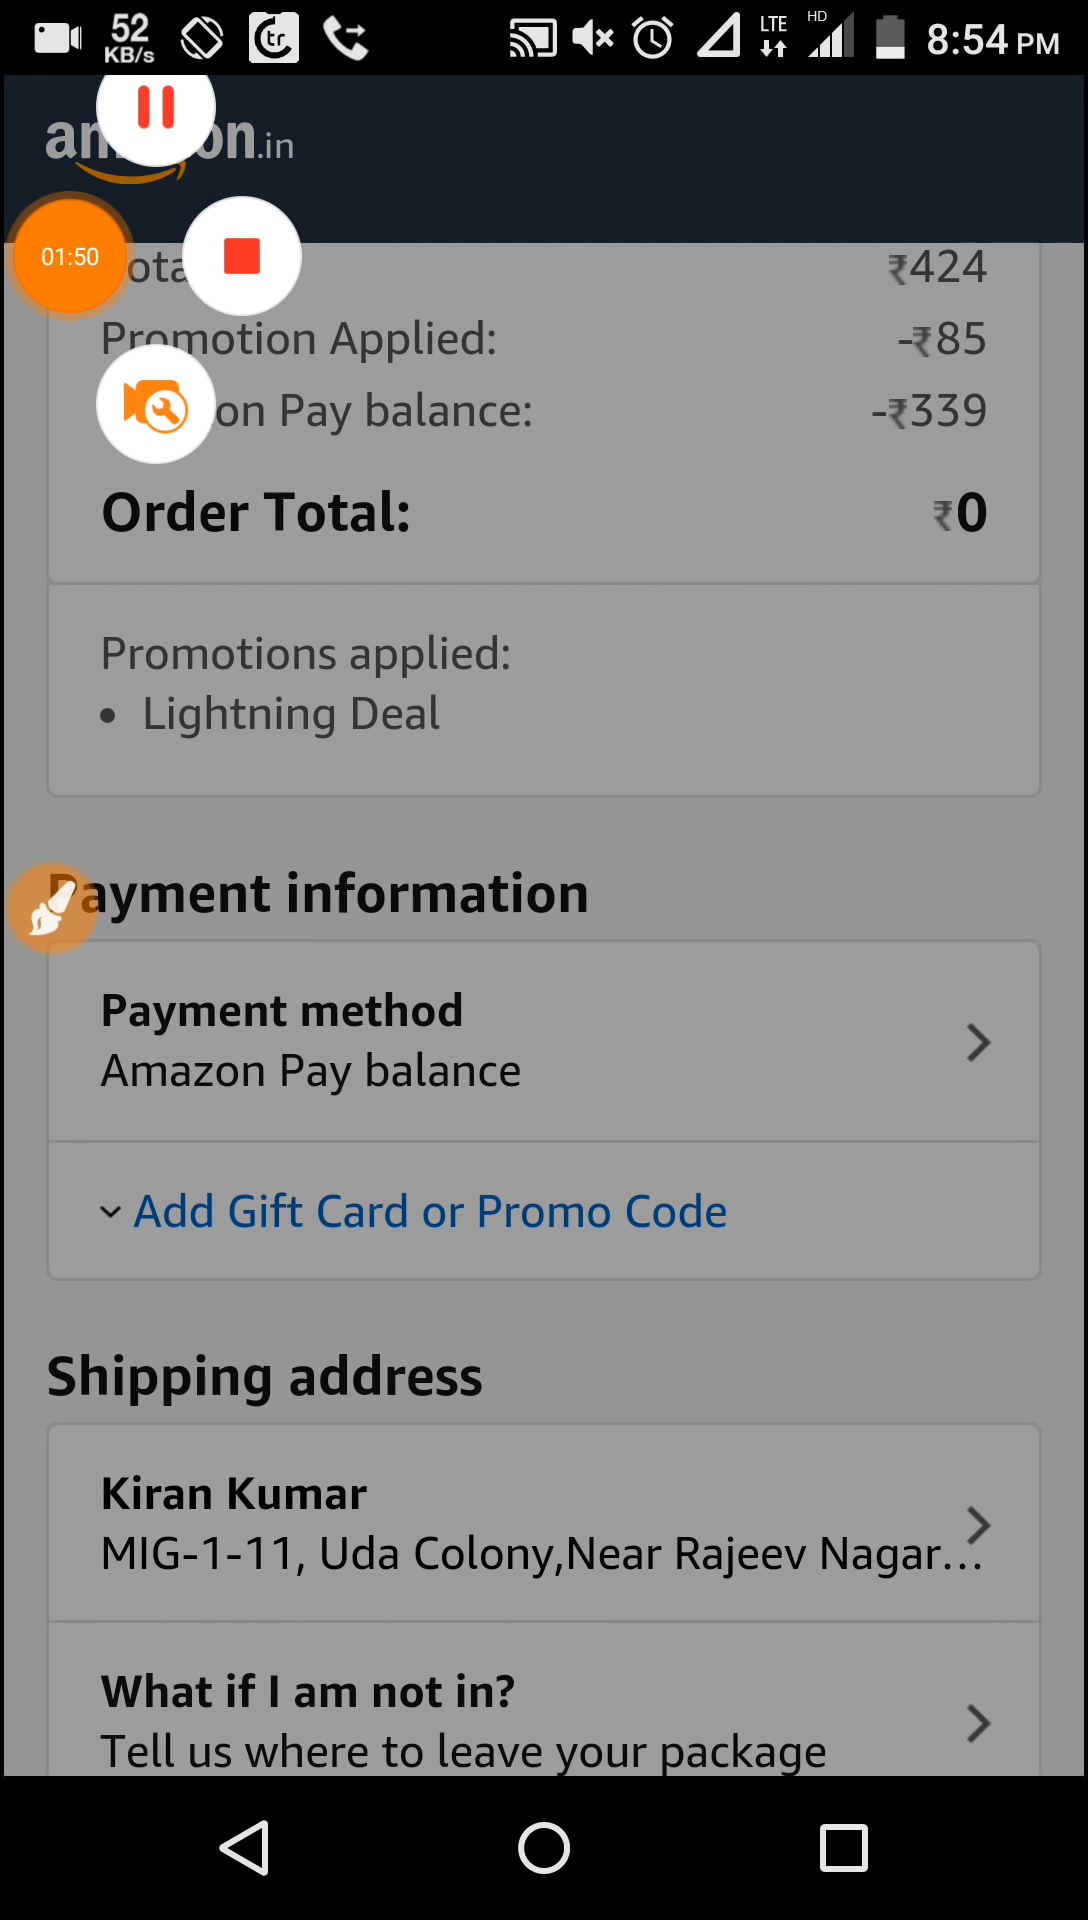 52
KB/s
tr
LTE
HD
8:54 PM
on.in
01:50
₹424
Promotion Applied:
-₹85
on Pay balance:
-₹339
Order Total:
₹0
Promotions applied:
• Lightning Deal
Payment information
Payment method
Amazon Pay balance
Add Gift Card or Promo Code
Shipping address
Kiran Kumar
MIG-1-11, Uda Colony,Near Rajeev Nagar...
What if I am not in?
Tell us where to leave your package